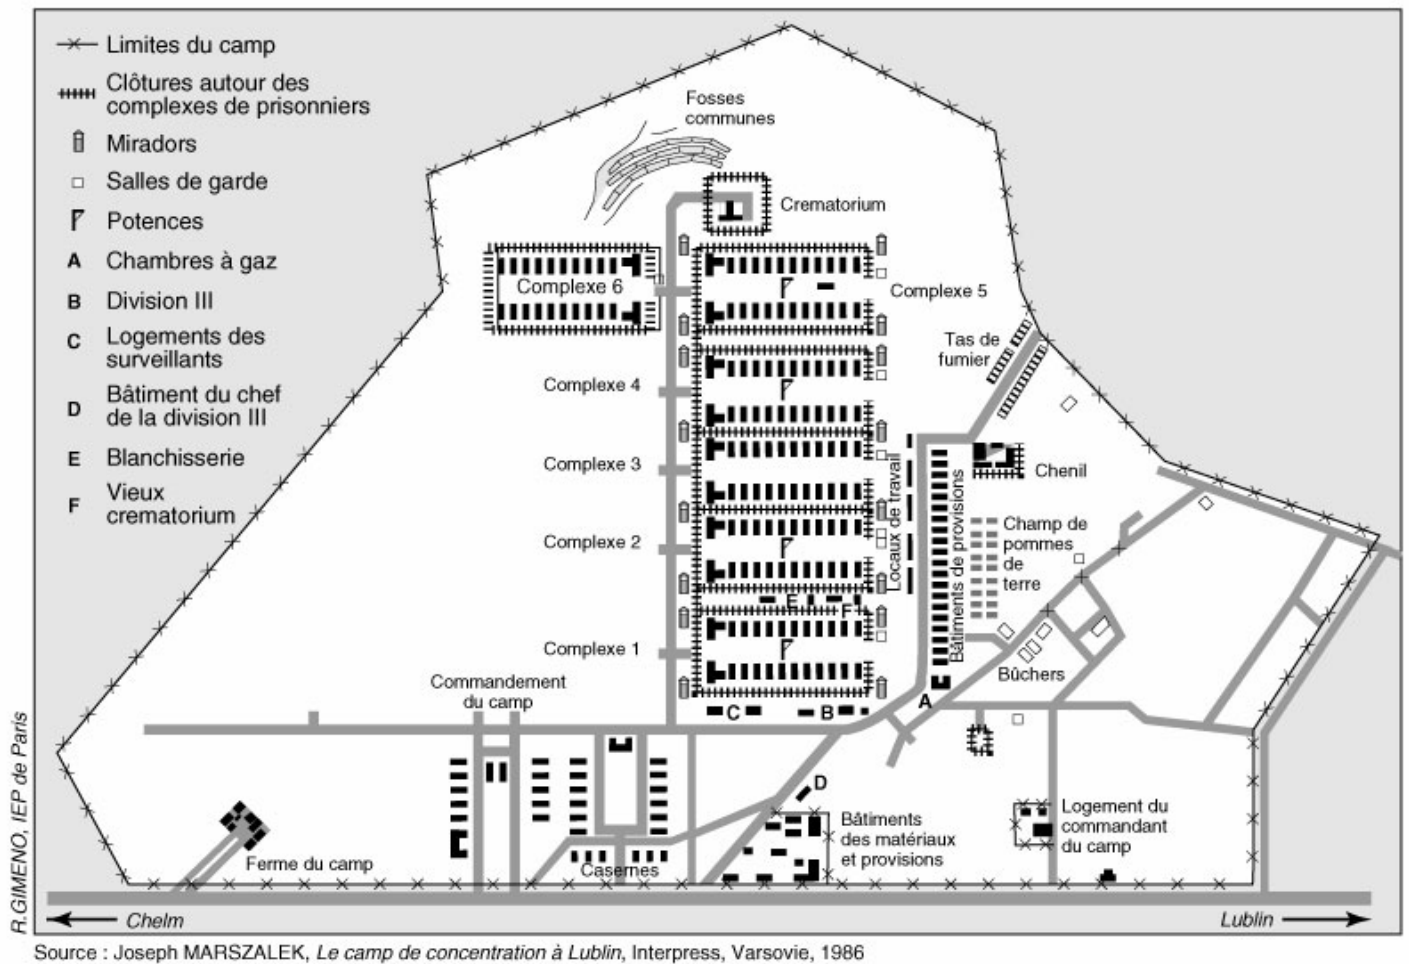 Limites du camp
Clôtures autour des
complexes de prisonniers
Miradors
Salles de garde
Potences
A Chambres à gaz
B Division III
C Logements des
surveillants
D Bâtiment du chef
de la division III
E Blanchisserie
F Vieux
crematorium
Fosses
communes
Crematorium
Complexe 6
Complexe 5
Tas de
fumier
Complexe 4
Complexe 3
Chenil
Locaux de travail
Bâtiments de provisions
Champ de
pommes
de
terre
Complexe 2
E
F
Complexe 1
Bûchers
Commandement
du camp
A
C
B
D
Bâtiments
des matériaux
et provisions
Logement du
commandant
du camp
Ferme du camp
Casernes
Chelm
Lublin
R.GIMENO, IEP de Paris
Source : Joseph MARSZALEK, Le camp de concentration à Lublin, Interpress, Varsovie, 1986